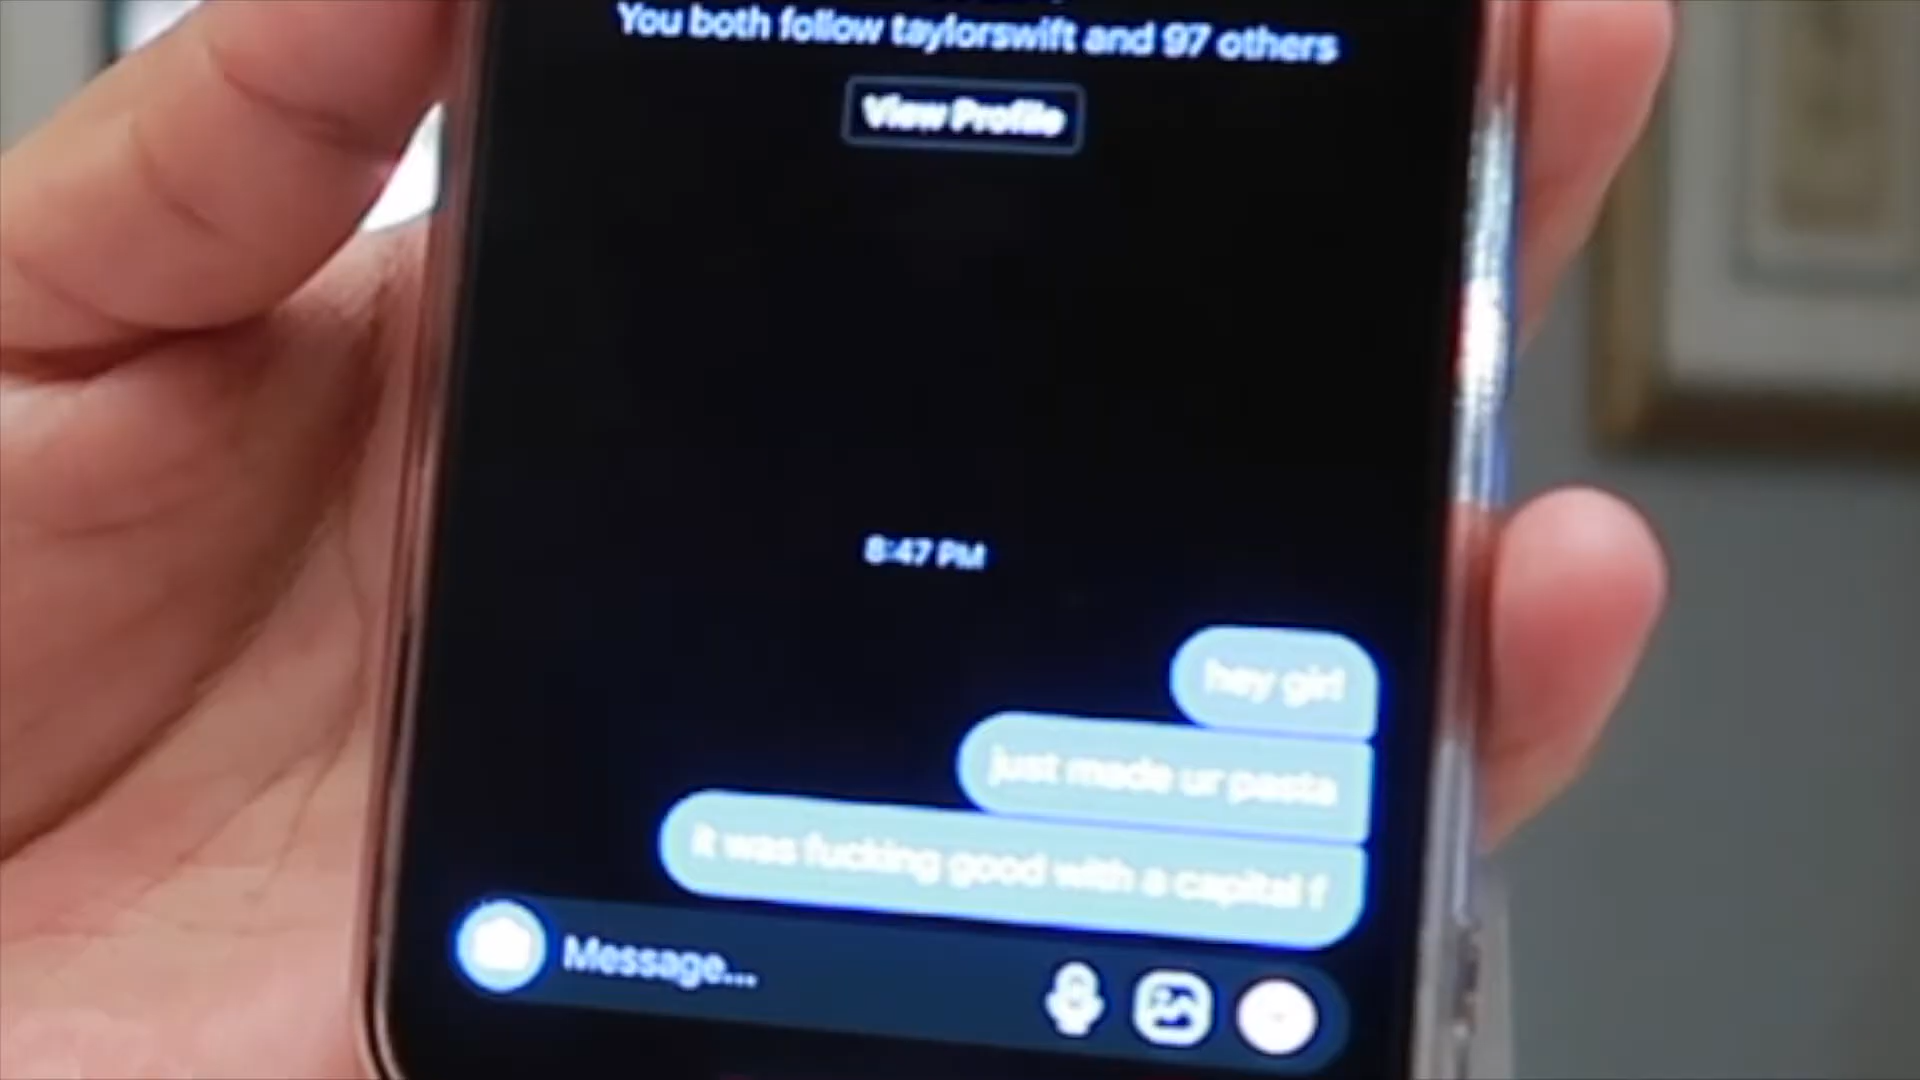 You both follow taylorswift and 97 others
View Profile
8:47 PM
hey girl
just made ur pasta
it was fucking good with a capital f
Message...